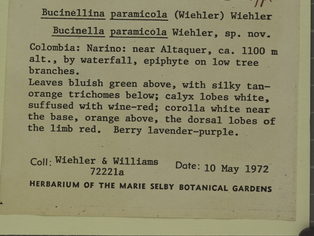 Bucinellina paramicola (Wiehler) Wiehler
Bucinella paramicola Wiehler, sp. nov.
Colombia: Narino: near Altaquer, ca. 1100 m
alt., by waterfall, epiphyte on low tree
branches.
Leaves bluish green above, with silky tan-
orange trichomes below; calyx lobes white,
suffused with wine-red; corolla white near
the base, orange above, the dorsal lobes of
the limb red. Berry lavender-purple.
Coll: Wiehler & Williams Date: 10 May 1972
72221a
HERBARIUM OF THE MARIE SELBY BOTANICAL GARDENS